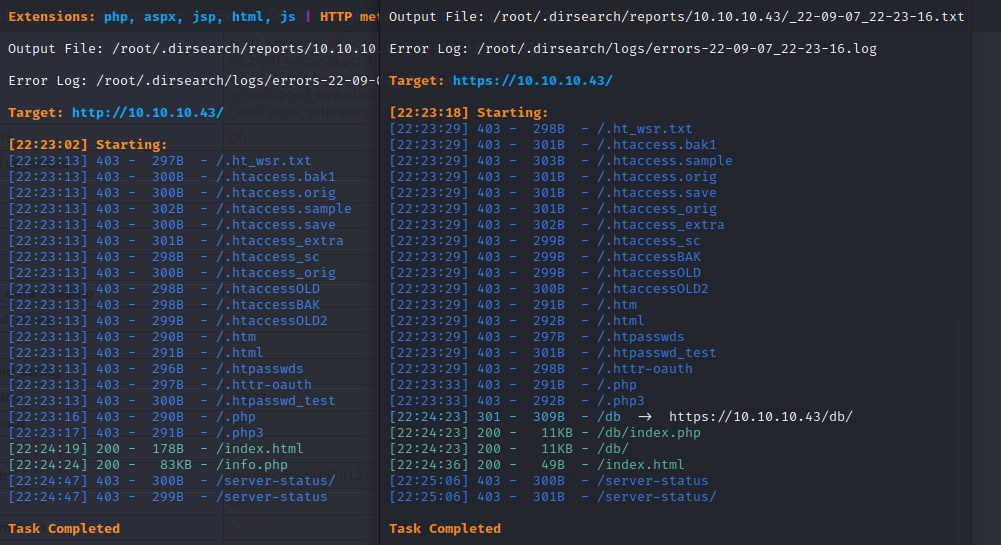 Extensions: php, aspx, jsp, html, js | HTTP met
Output File: /root/.dirsearch/reports/10.10.10
Error Log: /root/.dirsearch/logs/errors-22-09-0
Target: http://10.10.10.43/
[22:23:02] Starting:
[22:23:13] 403 -  297B  - /.ht_wsr.txt
[22:23:13] 403 -  300B  - /.htaccess.bak1
[22:23:13] 403 -  300B  - /.htaccess.orig
[22:23:13] 403 -  302B  - /.htaccess.sample
[22:23:13] 403 -  300B  - /.htaccess.save
[22:23:13] 403 -  301B  - /.htaccess_extra
[22:23:13] 403 -  298B  - /.htaccess_sc
[22:23:13] 403 -  300B  - /.htaccess_orig
[22:23:13] 403 -  298B  - /.htaccessOLD
[22:23:13] 403 -  298B  - /.htaccessBAK
[22:23:13] 403 -  299B  - /.htaccessOLD2
[22:23:13] 403 -  290B  - /.htm
[22:23:13] 403 -  291B  - /.html
[22:23:13] 403 -  296B  - /.htpasswds
[22:23:13] 403 -  297B  - /.httr-oauth
[22:23:13] 403 -  300B  - /.htpasswd_test
[22:23:16] 403 -  290B  - /.php
[22:23:17] 403 -  291B  - /.php3
[22:24:19] 200 -  178B  - /index.html
[22:24:24] 200 -   83KB - /info.php
[22:24:47] 403 -  300B  - /server-status/
[22:24:47] 403 -  299B  - /server-status
Task Completed
Output File: /root/.dirsearch/reports/10.10.10.43/_22-09-07_22-23-16.txt
Error Log: /root/.dirsearch/logs/errors-22-09-07_22-23-16.log
Target: https://10.10.10.43/
[22:23:18] Starting:
[22:23:29] 403 -  298B  - /.ht_wsr.txt
[22:23:29] 403 -  301B  - /.htaccess.bak1
[22:23:29] 403 -  303B  - /.htaccess.sample
[22:23:29] 403 -  301B  - /.htaccess.orig
[22:23:29] 403 -  301B  - /.htaccess.save
[22:23:29] 403 -  301B  - /.htaccess_orig
[22:23:29] 403 -  302B  - /.htaccess_extra
[22:23:29] 403 -  299B  - /.htaccess_sc
[22:23:29] 403 -  299B  - /.htaccessBAK
[22:23:29] 403 -  299B  - /.htaccessOLD
[22:23:29] 403 -  300B  - /.htaccessOLD2
[22:23:29] 403 -  291B  - /.htm
[22:23:29] 403 -  292B  - /.html
[22:23:29] 403 -  297B  - /.htpasswds
[22:23:29] 403 -  301B  - /.htpasswd_test
[22:23:29] 403 -  298B  - /.httr-oauth
[22:23:33] 403 -  291B  - /.php
[22:23:33] 403 -  292B  - /.php3
[22:24:23] 301 -  309B  - /db  ->  https://10.10.10.43/db/
[22:24:23] 200 -   11KB - /db/index.php
[22:24:23] 200 -   11KB - /db/
[22:24:36] 200 -   49B  - /index.html
[22:25:06] 403 -  300B  - /server-status
[22:25:06] 403 -  301B  - /server-status/
Task Completed